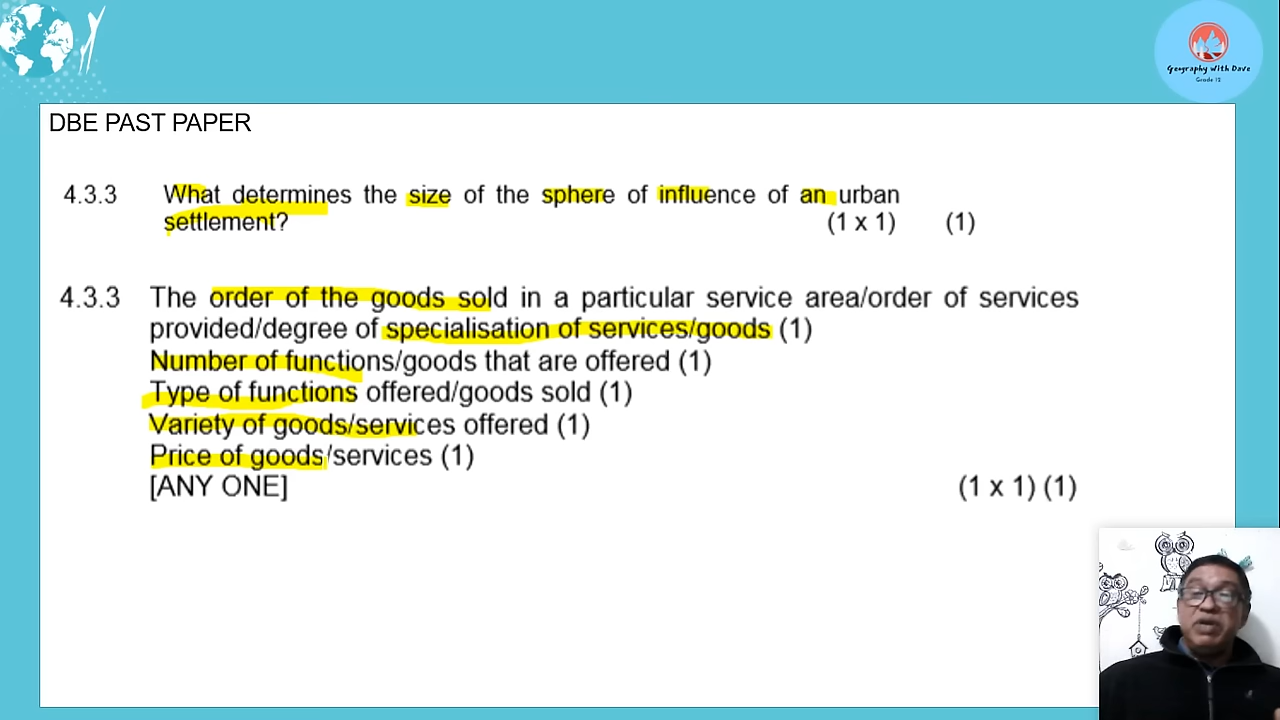 Geography With Dave
Grade 12
DBE PAST PAPER
4.3.3 What determines the size of the sphere of influence of an urban
settlement? (1 x 1) (1)
4.3.3 The order of the goods sold in a particular service area/order of services
provided/degree of specialisation of services/goods (1)
Number of functions/goods that are offered (1)
Type of functions offered/goods sold (1)
Variety of goods/services offered (1)
Price of goods/services (1)
[ANY ONE] (1 x 1) (1)